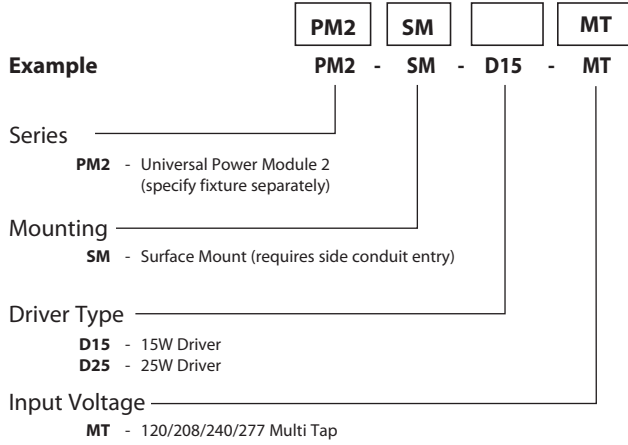 PM2 SM MT
Example PM2 - SM - D15 - MT
Series
PM2 - Universal Power Module 2
(specify fixture separately)
Mounting
SM - Surface Mount (requires side conduit entry)
Driver Type
D15 - 15W Driver
D25 - 25W Driver
Input Voltage
MT - 120/208/240/277 Multi Tap